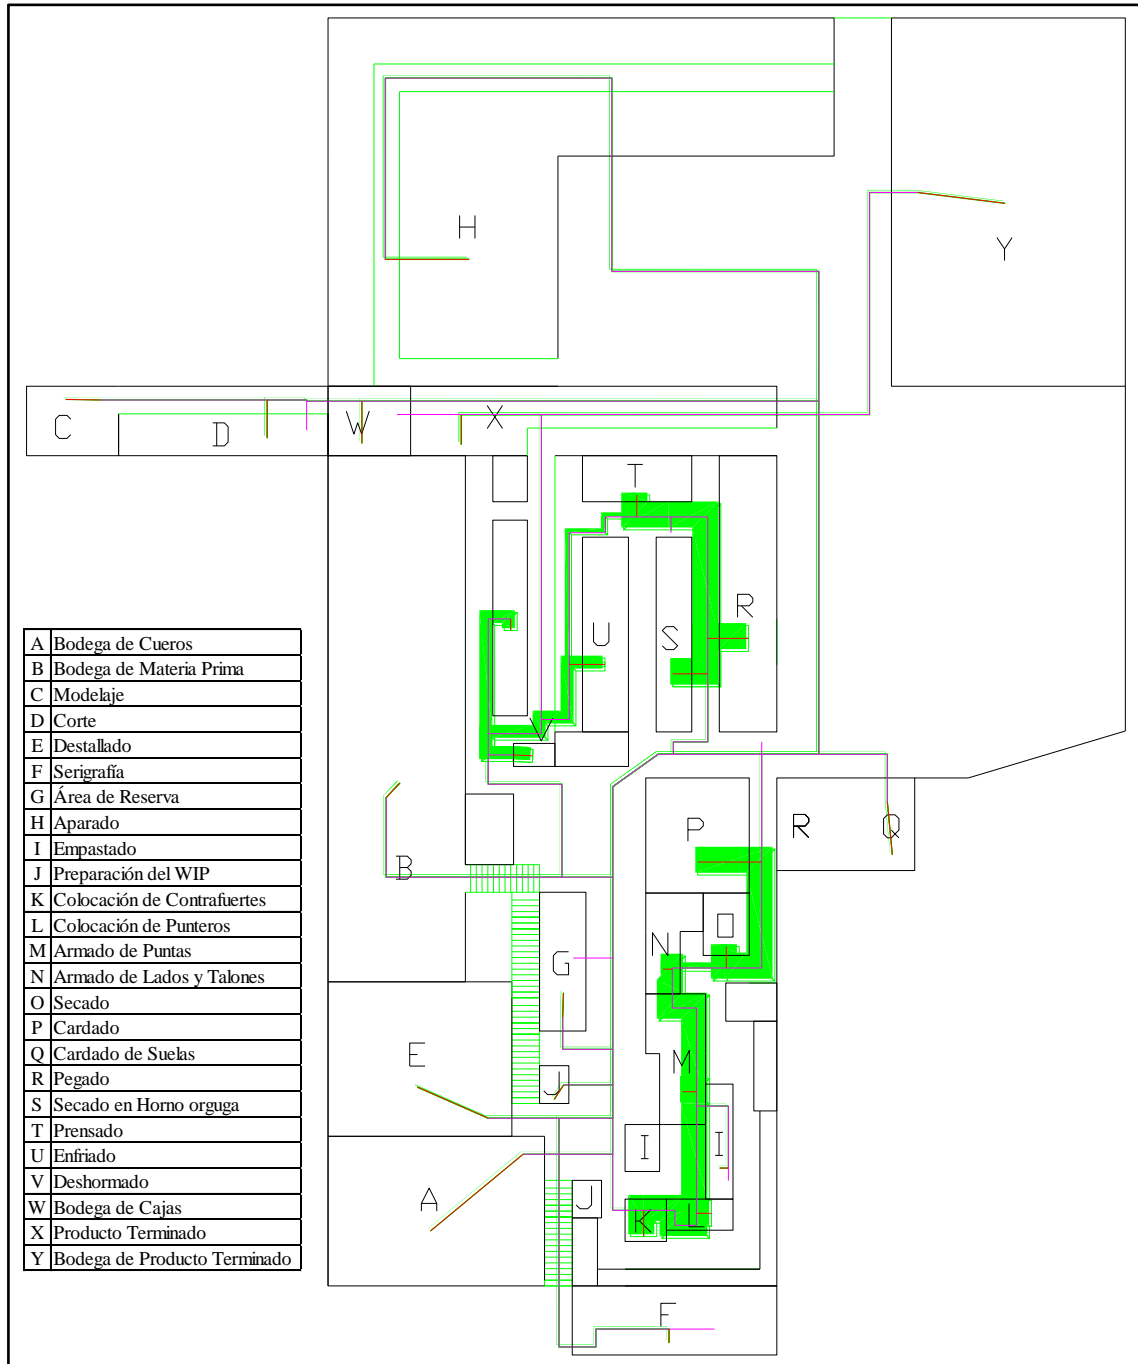 H
Y
C
D
W
X
T
R
U
S
V
A Bodega de Cueros
B Bodega de Materia Prima
C Modelaje
D Corte
E Destallado
F Serigrafía
G Área de Reserva
H Aparado
I Empastado
J Preparación del WIP
K Colocación de Contrafuertes
L Colocación de Punteros
M Armado de Puntas
N Armado de Lados y Talones
O Secado
P Cardado
Q Cardado de Suelas
R Pegado
S Secado en Horno orguga
T Prensado
U Enfriado
V Deshormado
W Bodega de Cajas
X Producto Terminado
Y Bodega de Producto Terminado
P
R
Q
B
O
N
G
E
M
J
I
I
A
J
K
L
F